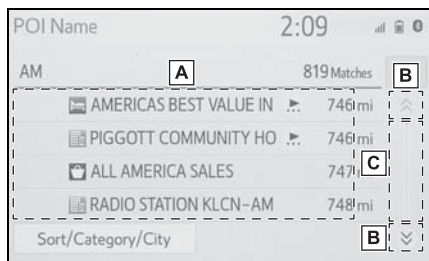 POI Name 2:09
AM A 819 Matches B
AMERICAS BEST VALUE IN 746 mi
PIGGOTT COMMUNITY HO 746 mi
ALL AMERICA SALES 747 C
RADIO STATION KLCN-AM 748 mi
Sort/Category/City B